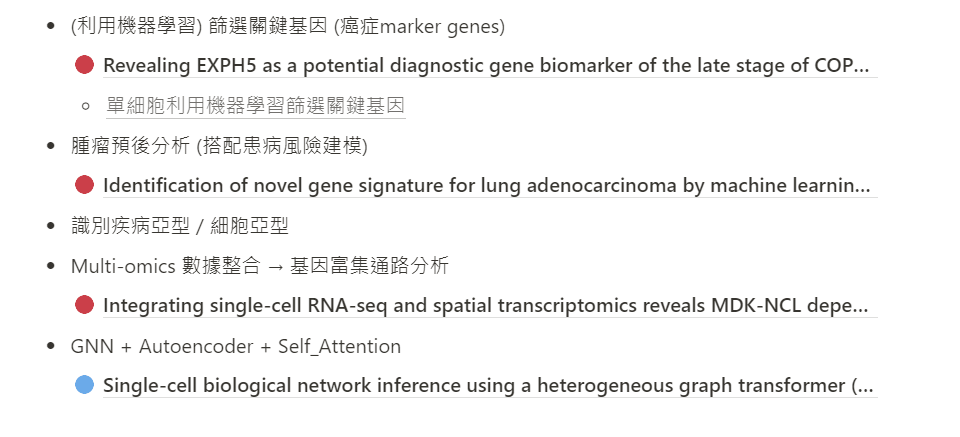 (利用機器學習) 篩選關鍵基因 (癌症marker genes)
Revealing EXPH5 as a potential diagnostic gene biomarker of the late stage of COP...
單細胞利用機器學習篩選關鍵基因
腫瘤預後分析 (搭配患病風險建模)
Identification of novel gene signature for lung adenocarcinoma by machine learnin...
識別疾病亞型 / 細胞亞型
Multi-omics 數據整合 → 基因富集通路分析
Integrating single-cell RNA-seq and spatial transcriptomics reveals MDK-NCL depe...
GNN + Autoencoder + Self_Attention
Single-cell biological network inference using a heterogeneous graph transformer (...